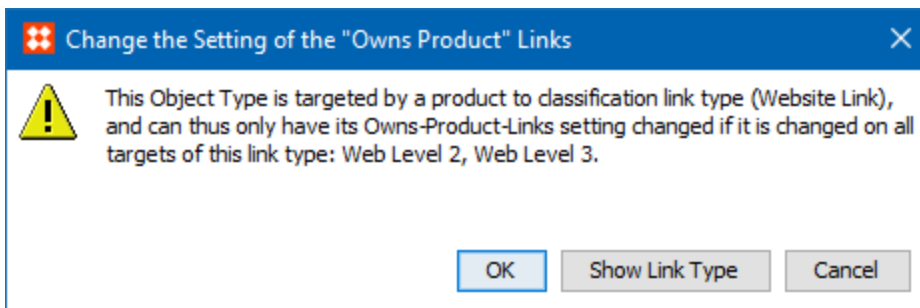 Change the Setting of the "Owns Product" Links
This Object Type is targeted by a product to classification link type (Website Link),
and can thus only have its Owns-Product-Links setting changed if it is changed on all
targets of this link type: Web Level 2, Web Level 3.
OK Show Link Type Cancel